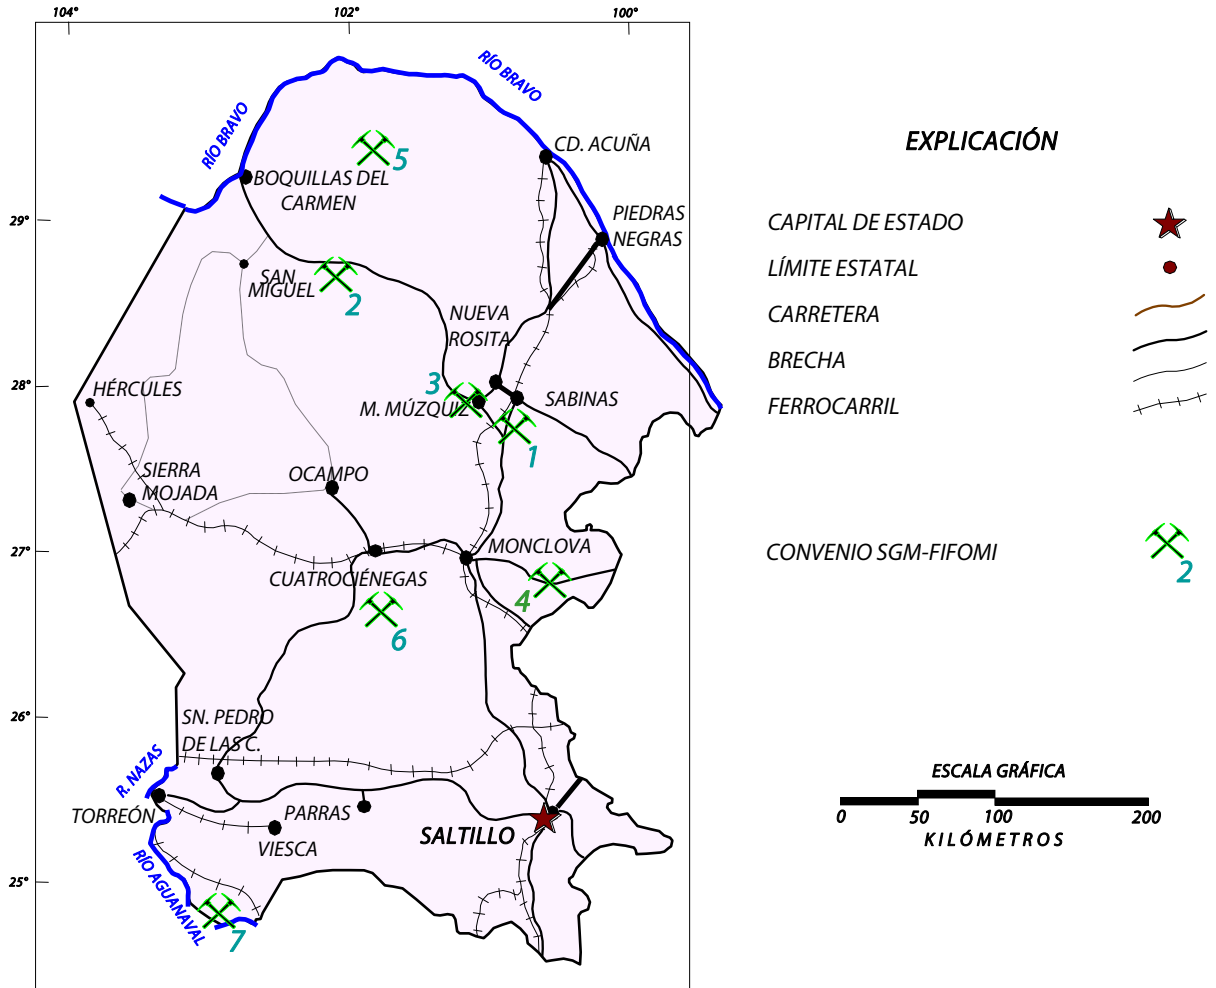 104°
102°
100°
RÍO BRAVO
RÍO BRAVO
CD. ACUÑA
5
BOQUILLAS DEL
CARMEN
29°
PIEDRAS
NEGRAS
SAN
MIGUEL
2
NUEVA
ROSITA
28°
HÉRCULES
3
M. MÚZQUIZ
SABINAS
1
SIERRA
MOJADA
OCAMPO
27°
MONCLOVA
CUATROCIÉNEGAS
4
6
26°
SN. PEDRO
DE LAS C.
R. NAZAS
TORREÓN
PARRAS
VIESCA
SALTILLO
25°
RÍO AGUANAVAL
7
EXPLICACIÓN
CAPITAL DE ESTADO
LÍMITE ESTATAL
CARRETERA
BRECHA
FERROCARRIL
CONVENIO SGM-FIFOMI
2
ESCALA GRÁFICA
0 50 100 200
KILÓMETROS